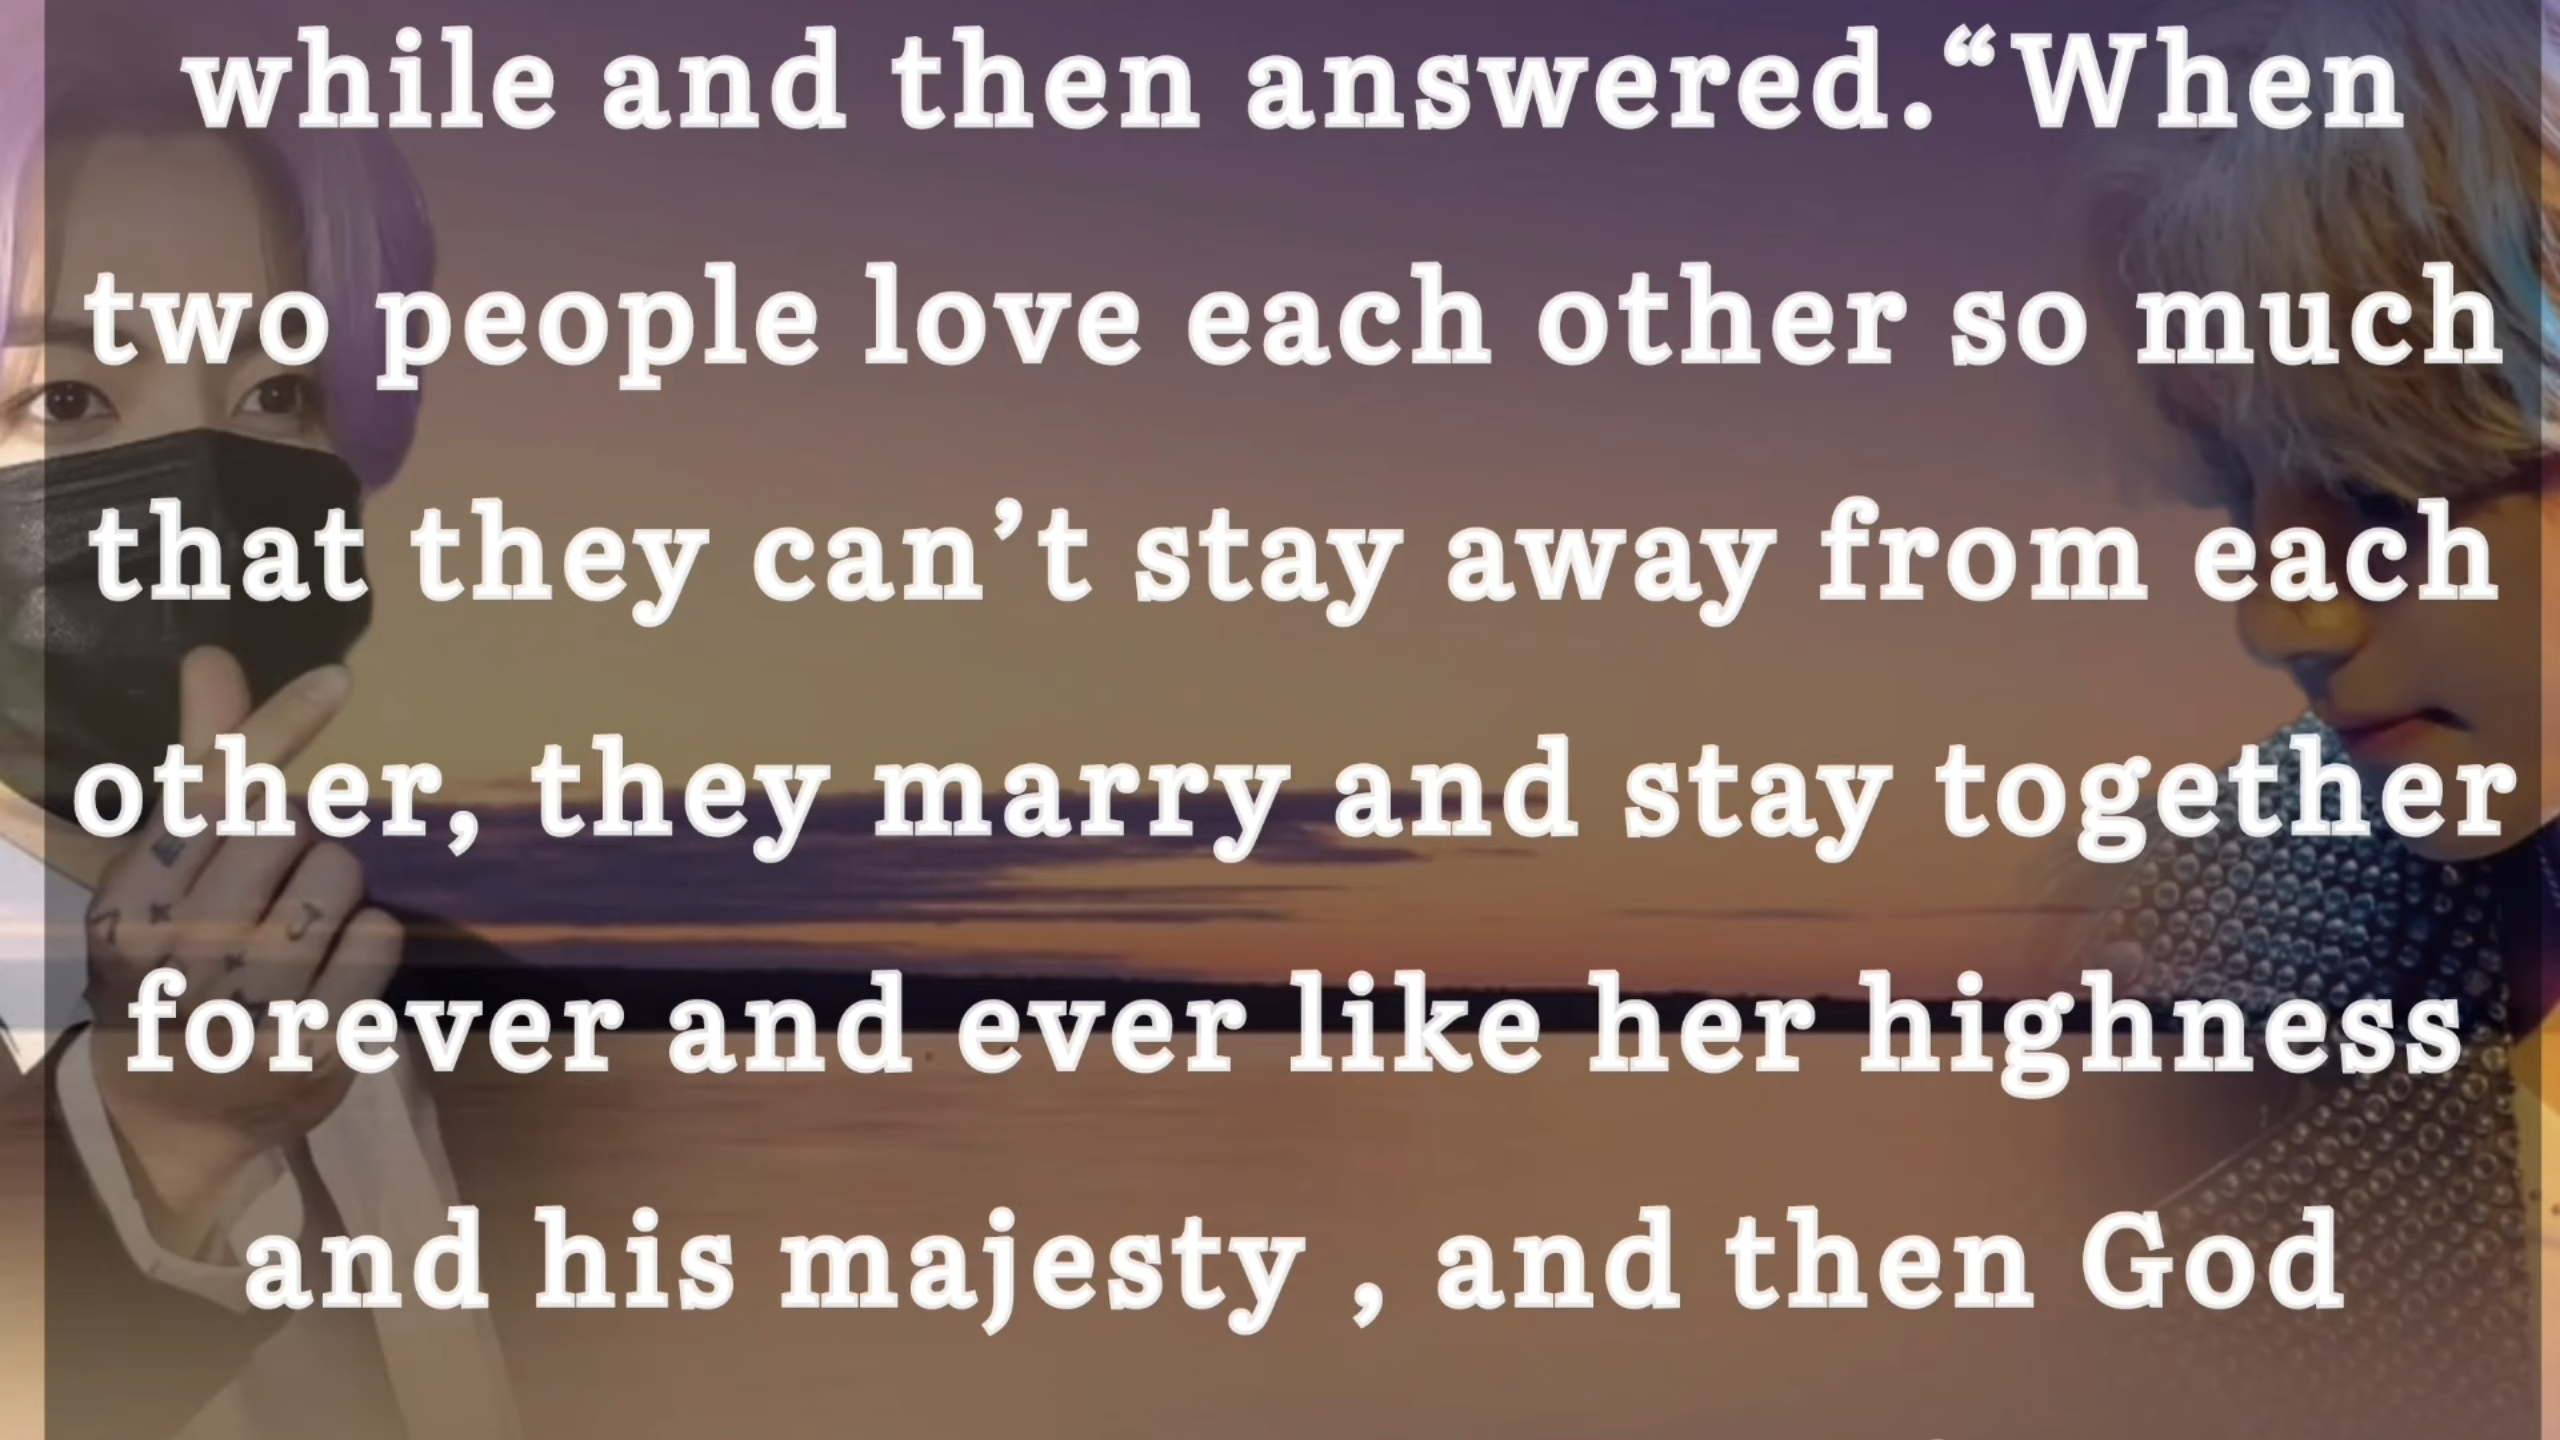 while and then answered.“When
two people love each other so much
that they can’t stay away from each
other, they marry and stay together
forever and ever like her highness
and his majesty , and then God